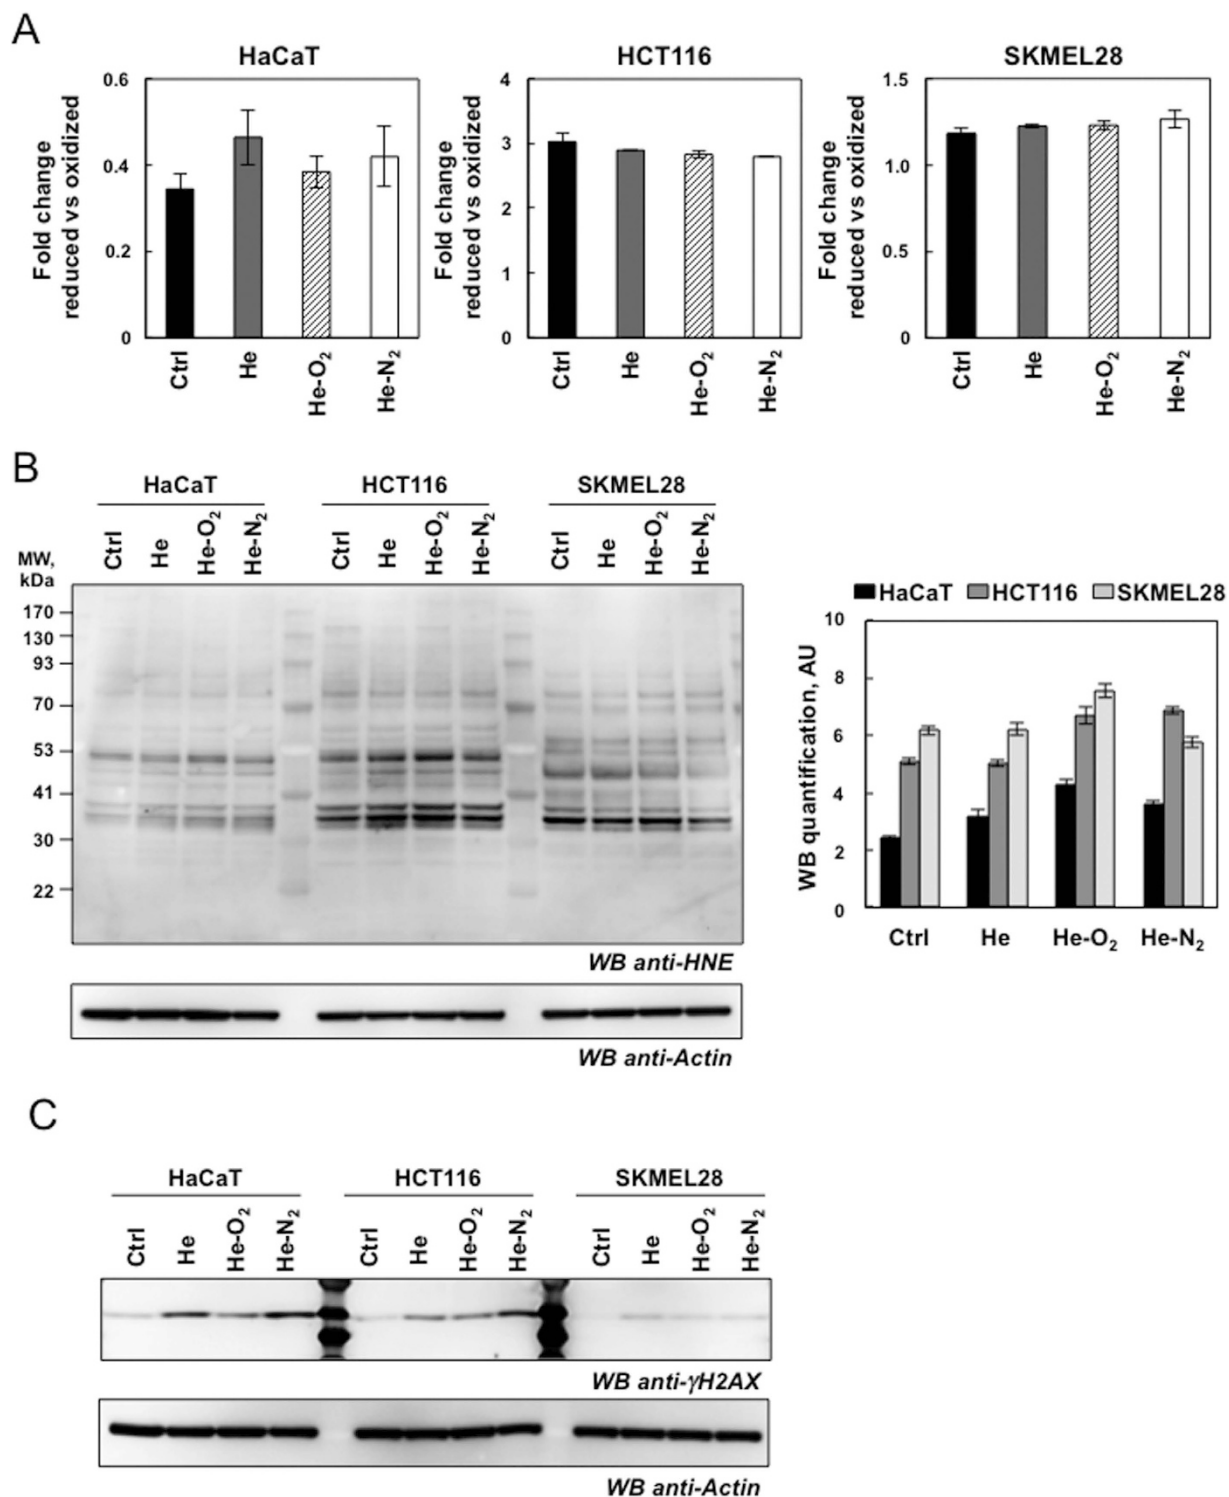 A
HaCaT
HCT116
SKMEL28
Fold change
reduced vs oxidized
0.6
0.4
0.2
0
Ctrl
He
He-O2
He-N2
Fold change
reduced vs oxidized
4
3
2
1
0
Ctrl
He
He-O2
He-N2
Fold change
reduced vs oxidized
1.5
1.0
0.5
0
Ctrl
He
He-O2
He-N2
B
HaCaT
HCT116
SKMEL28
Ctrl
He
He-O2
He-N2
Ctrl
He
He-O2
He-N2
Ctrl
He
He-O2
He-N2
MW,
kDa
170
130
93
70
53
41
30
22
WB anti-HNE
WB anti-Actin
HaCaT HCT116 SKMEL28
WB quantification, AU
10
8
6
4
2
0
Ctrl He He-O2 He-N2
C
HaCaT
HCT116
SKMEL28
Ctrl
He
He-O2
He-N2
Ctrl
He
He-O2
He-N2
Ctrl
He
He-O2
He-N2
WB anti-γH2AX
WB anti-Actin